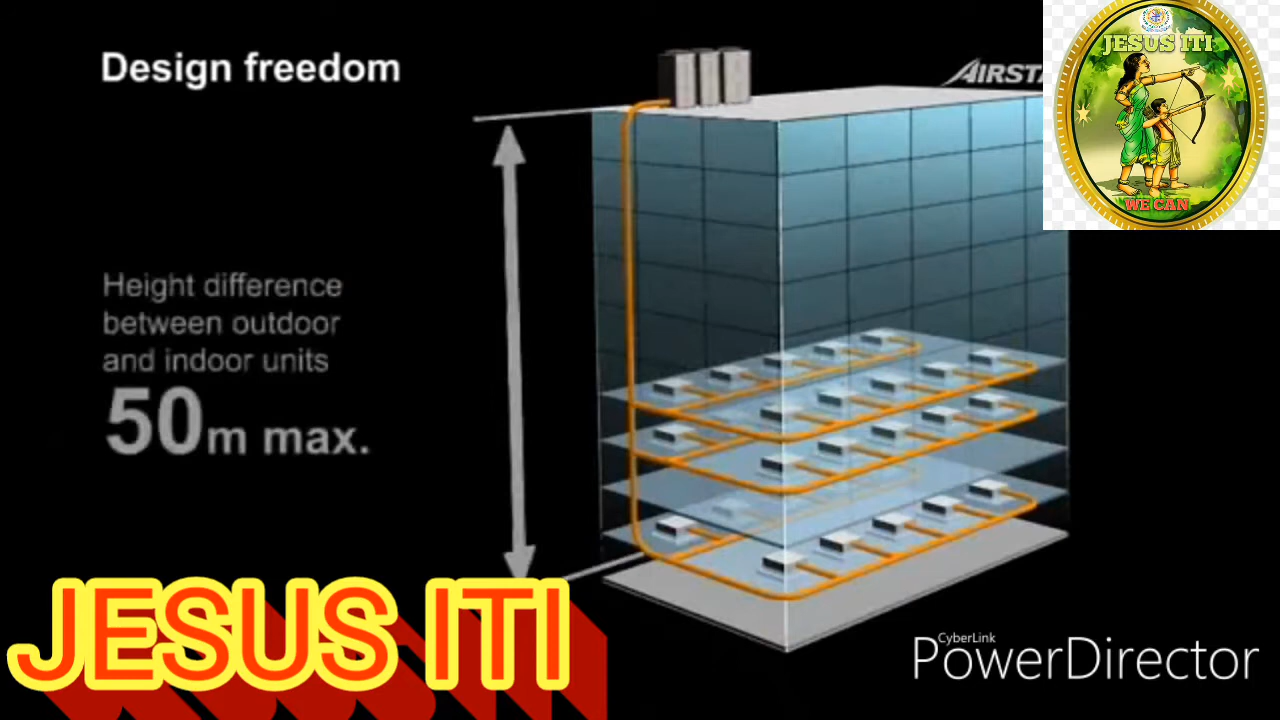 Design freedom
JESUS ITI
WE CAN
Height difference
between outdoor
and indoor units
50m max.
JESUS ITI
CyberLink
PowerDirector